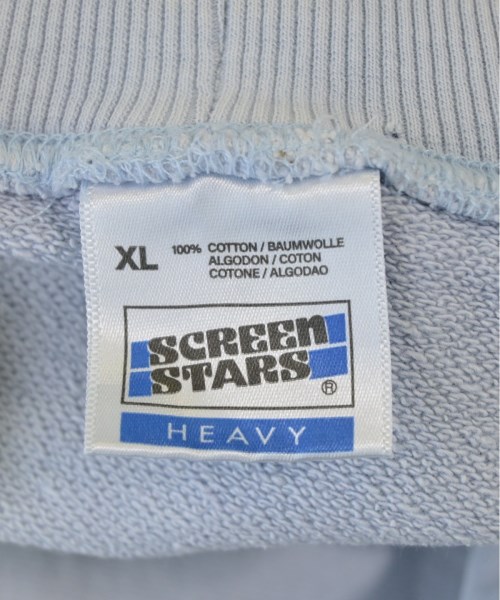 XL 100% COTTON / BAUMWOLLE
ALGODON / COTON
COTONE / ALGODAO
SCREEN
STARS ®
HEAVY